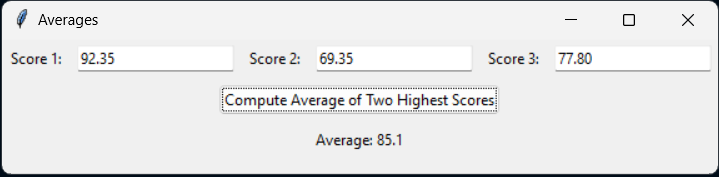 Averages
Score 1: 92.35 Score 2: 69.35 Score 3: 77.80
Compute Average of Two Highest Scores
Average: 85.1